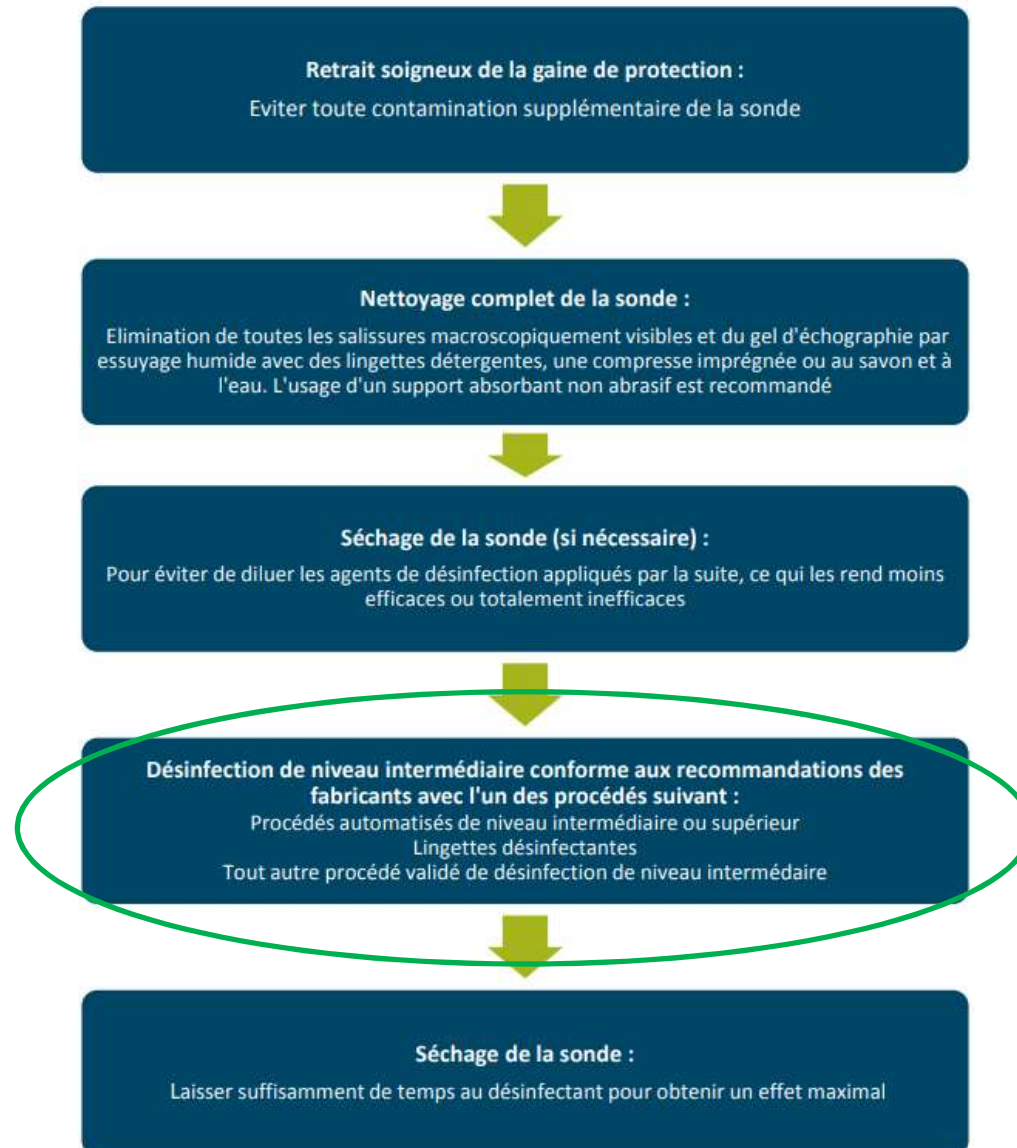 Retrait soigneux de la gaine de protection :
Eviter toute contamination supplémentaire de la sonde
Nettoyage complet de la sonde :
Elimination de toutes les salissures macroscopiquement visibles et du gel d'échographie par
essuyage humide avec des lingettes détergentes, une compresse imprégnée ou au savon et à
l'eau. L'usage d'un support absorbant non abrasif est recommandé
Séchage de la sonde (si nécessaire) :
Pour éviter de diluer les agents de désinfection appliqués par la suite, ce qui les rend moins
efficaces ou totalement inefficaces
Désinfection de niveau intermédiaire conforme aux recommandations des
fabricants avec l'un des procédés suivant :
Procédés automatisés de niveau intermédiaire ou supérieur
Lingettes désinfectantes
Tout autre procédé validé de désinfection de niveau intermédaire
Séchage de la sonde :
Laisser suffisamment de temps au désinfectant pour obtenir un effet maximal